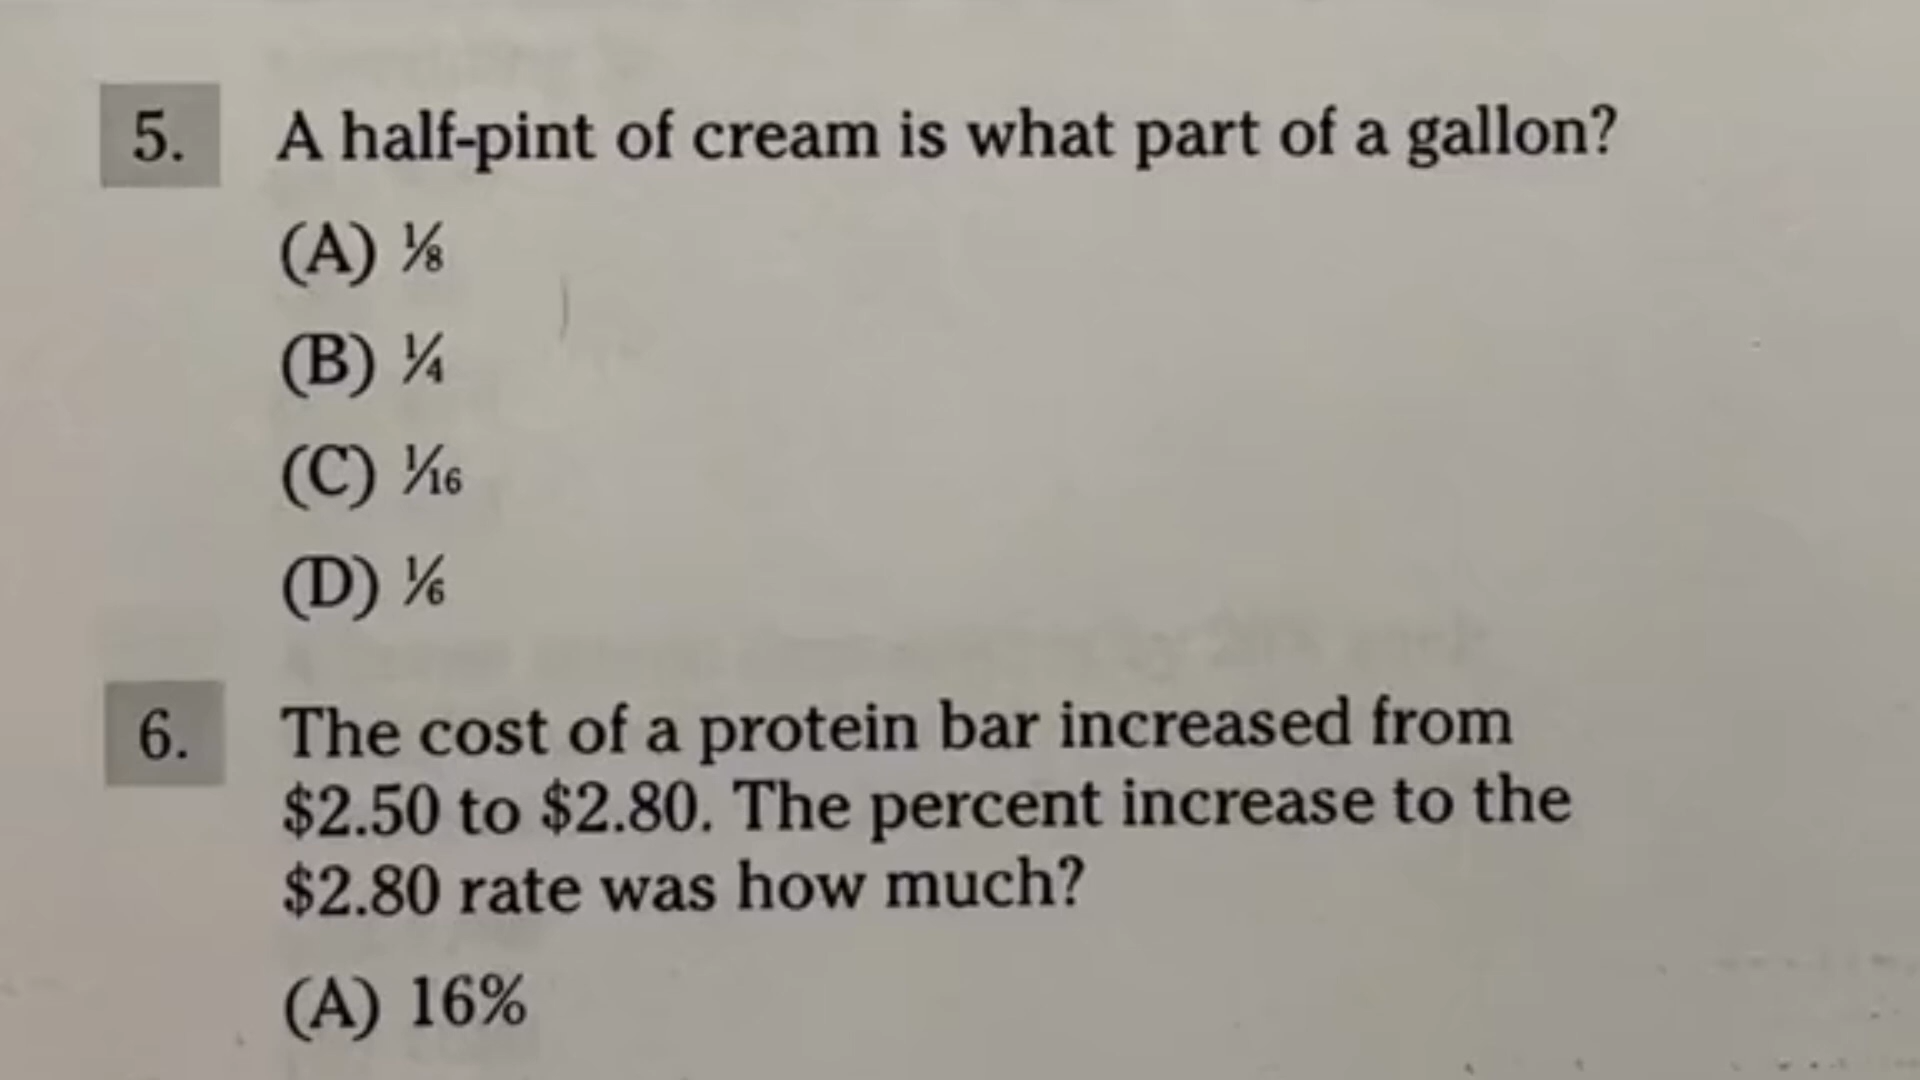 5. A half-pint of cream is what part of a gallon?
(A) ⅛
(B) ¼
(C) 1⁄16
(D) ⅙
6. The cost of a protein bar increased from
$2.50 to $2.80. The percent increase to the
$2.80 rate was how much?
(A) 16%